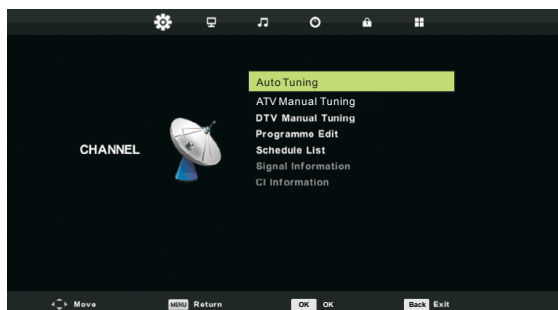 Auto Tuning
ATV Manual Tuning
DTV Manual Tuning
Programme Edit
CHANNEL
Schedule List
Signal Information
CI Information
Move MENU Return OK OK Back Exit